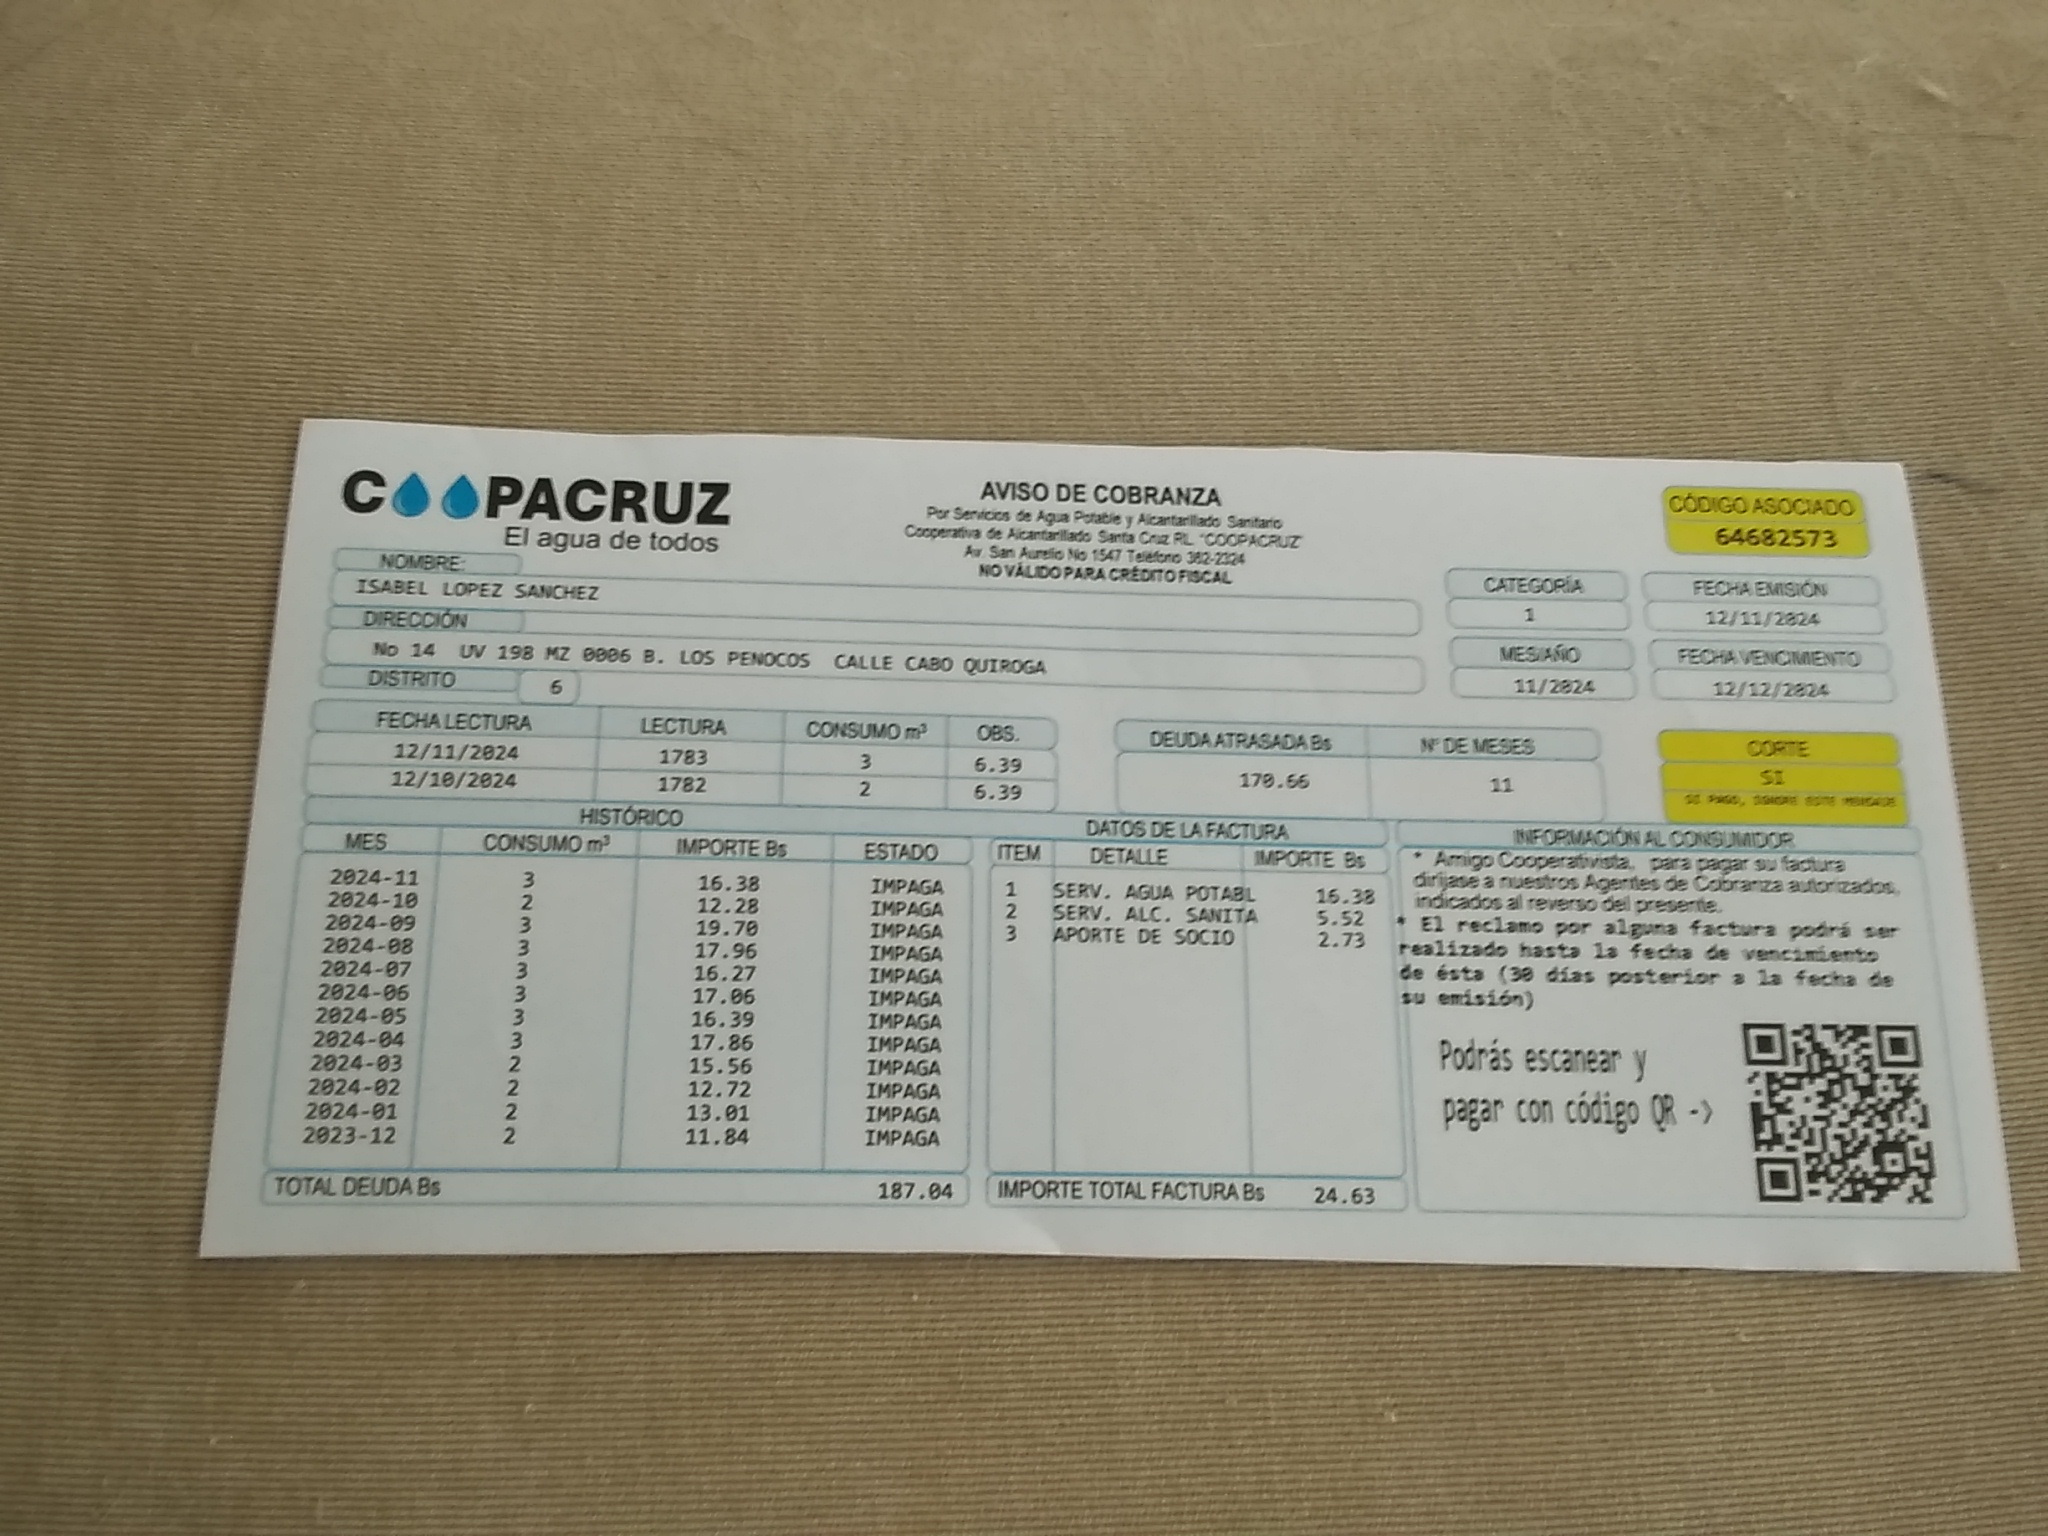 COOPACRUZ
El agua de todos
AVISO DE COBRANZA
Por Servicios de Agua Potable y Alcantarillado Sanitario
Cooperativa de Alcantarillado Santa Cruz RL. "COOPACRUZ"
Av. San Aurelio No 1547 Teléfono 362-2324
NO VÁLIDO PARA CRÉDITO FISCAL
CÓDIGO ASOCIADO
64682573
NOMBRE:
ISABEL LOPEZ SANCHEZ
DIRECCIÓN
No 14 UV 198 MZ 0006 B. LOS PENOCOS CALLE CABO QUIROGA
DISTRITO 6
CATEGORÍA FECHA EMISIÓN
1 12/11/2024
MES/AÑO FECHA VENCIMIENTO
11/2024 12/12/2024
FECHA LECTURA LECTURA CONSUMO m³ OBS.
12/11/2024 1783 3 6.39
12/10/2024 1782 2 6.39
DEUDA ATRASADA Bs N° DE MESES
170.66 11
CORTE
SI
SI PAGO, IGNORE ESTE MENSAJE
HISTÓRICO
MES CONSUMO m³ IMPORTE Bs ESTADO
2024-11 3 16.38 IMPAGA
2024-10 2 12.28 IMPAGA
2024-09 3 19.70 IMPAGA
2024-08 3 17.96 IMPAGA
2024-07 3 16.27 IMPAGA
2024-06 3 17.06 IMPAGA
2024-05 3 16.39 IMPAGA
2024-04 3 17.86 IMPAGA
2024-03 2 15.56 IMPAGA
2024-02 2 12.72 IMPAGA
2024-01 2 13.01 IMPAGA
2023-12 2 11.84 IMPAGA
TOTAL DEUDA Bs 187.04
DATOS DE LA FACTURA
ITEM DETALLE IMPORTE Bs
1 SERV. AGUA POTABL 16.38
2 SERV. ALC. SANITA 5.52
3 APORTE DE SOCIO 2.73
IMPORTE TOTAL FACTURA Bs 24.63
INFORMACIÓN AL CONSUMIDOR
* Amigo Cooperativista, para pagar su factura
diríjase a nuestros Agentes de Cobranza autorizados,
indicados al reverso del presente.
* El reclamo por alguna factura podrá ser
realizado hasta la fecha de vencimiento
de ésta (30 días posterior a la fecha de
su emisión)
Podrás escanear y
pagar con código QR ->